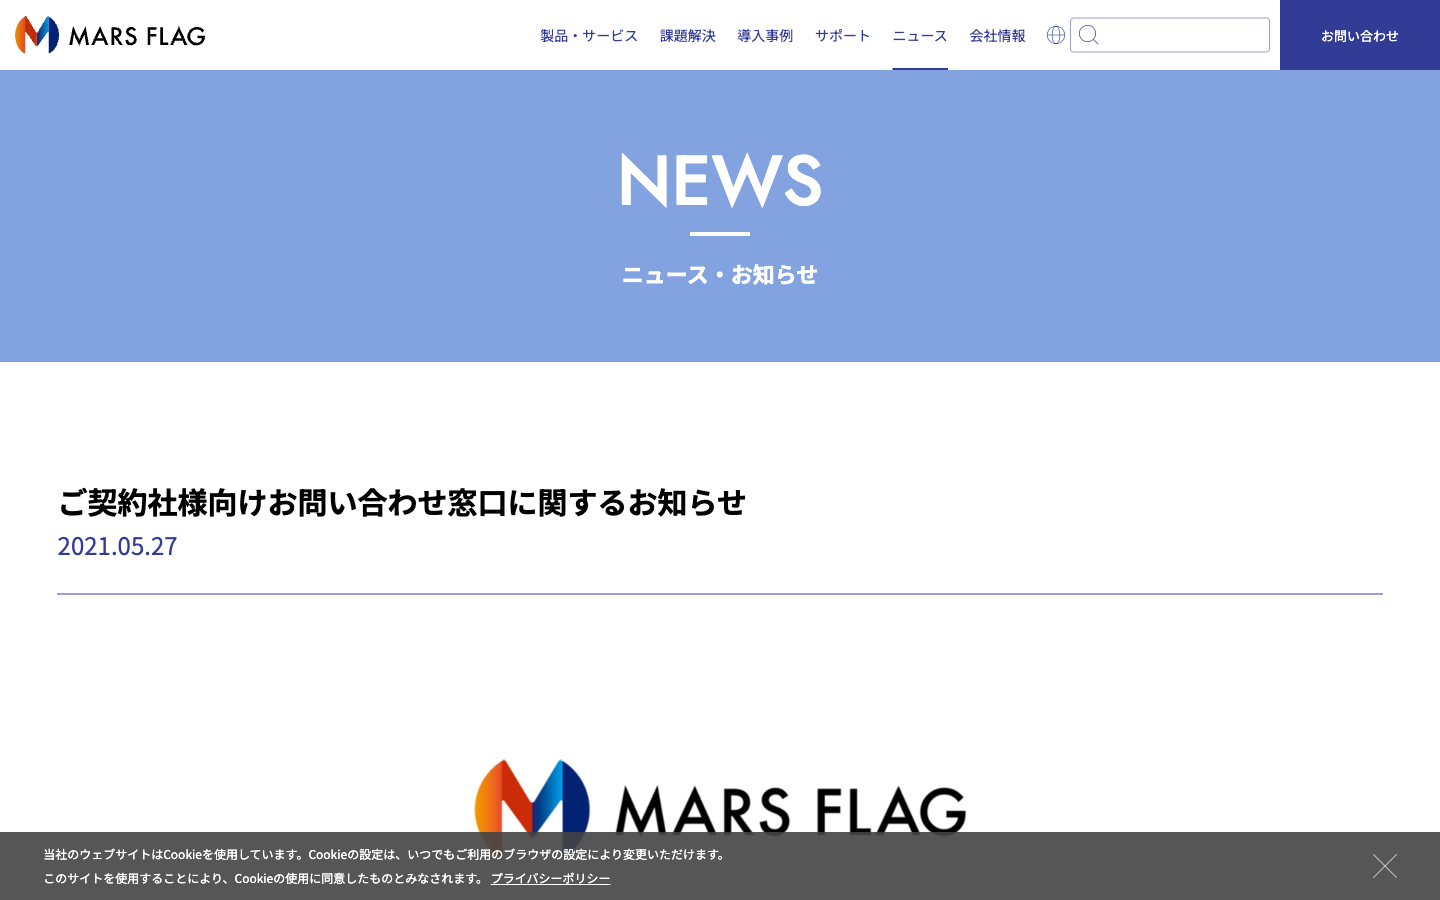 MARS FLAG
製品・サービス
課題解決
導入事例
サポート
ニュース
会社情報
お問い合わせ
NEWS
ニュース・お知らせ
ご契約社様向けお問い合わせ窓口に関するお知らせ
2021.05.27
MARS FLAG
当社のウェブサイトはCookieを使用しています。Cookieの設定は、いつでもご利用のブラウザの設定により変更いただけます。
このサイトを使用することにより、Cookieの使用に同意したものとみなされます。 プライバシーポリシー